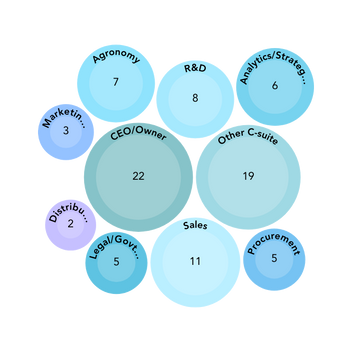 Agronomy
7
R&D
8
Analytics/Strateg...
6
Marketin...
3
CEO/Owner
22
Other C-suite
19
Distribu...
2
Legal/Govt...
5
Sales
11
Procurement
5